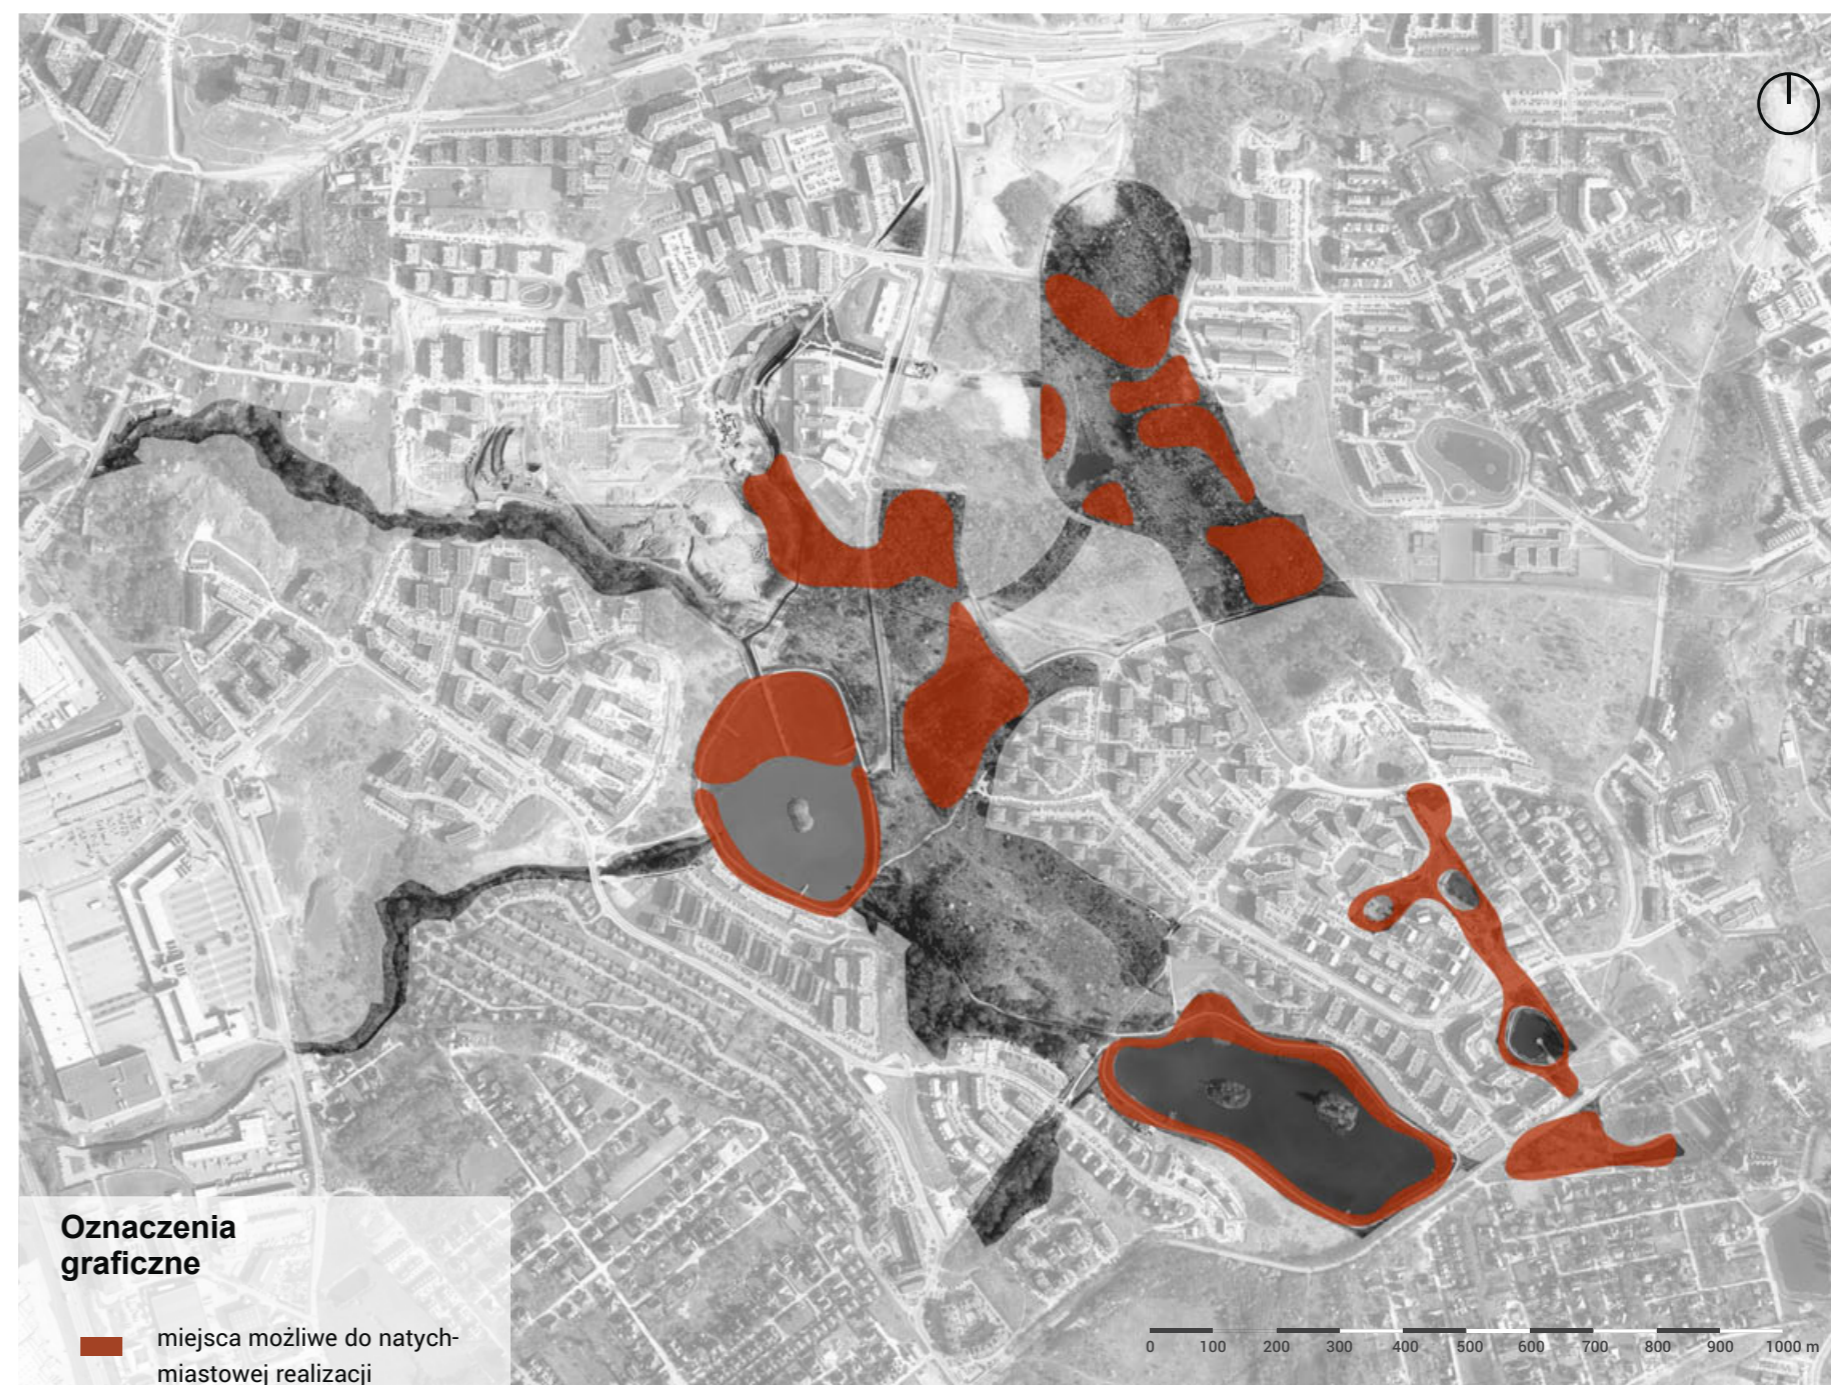 Oznaczenia
graficzne
miejsca możliwe do natych-
miastowej realizacji
0 100 200 300 400 500 600 700 800 900 1000 m